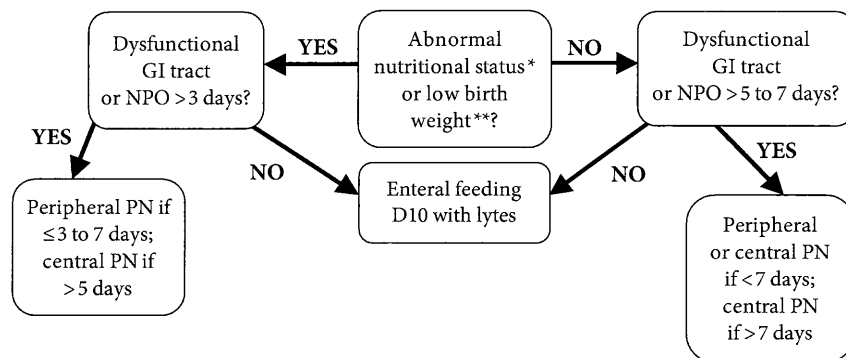 Dysfunctional
GI tract
or NPO >3 days?
YES
Abnormal
nutritional status*
or low birth
weight**?
NO
Dysfunctional
GI tract
or NPO >5 to 7 days?
YES
NO
Enteral feeding
D10 with lytes
NO
YES
Peripheral PN if
≤3 to 7 days;
central PN if
>5 days
Peripheral
or central PN
if <7 days;
central PN
if >7 days